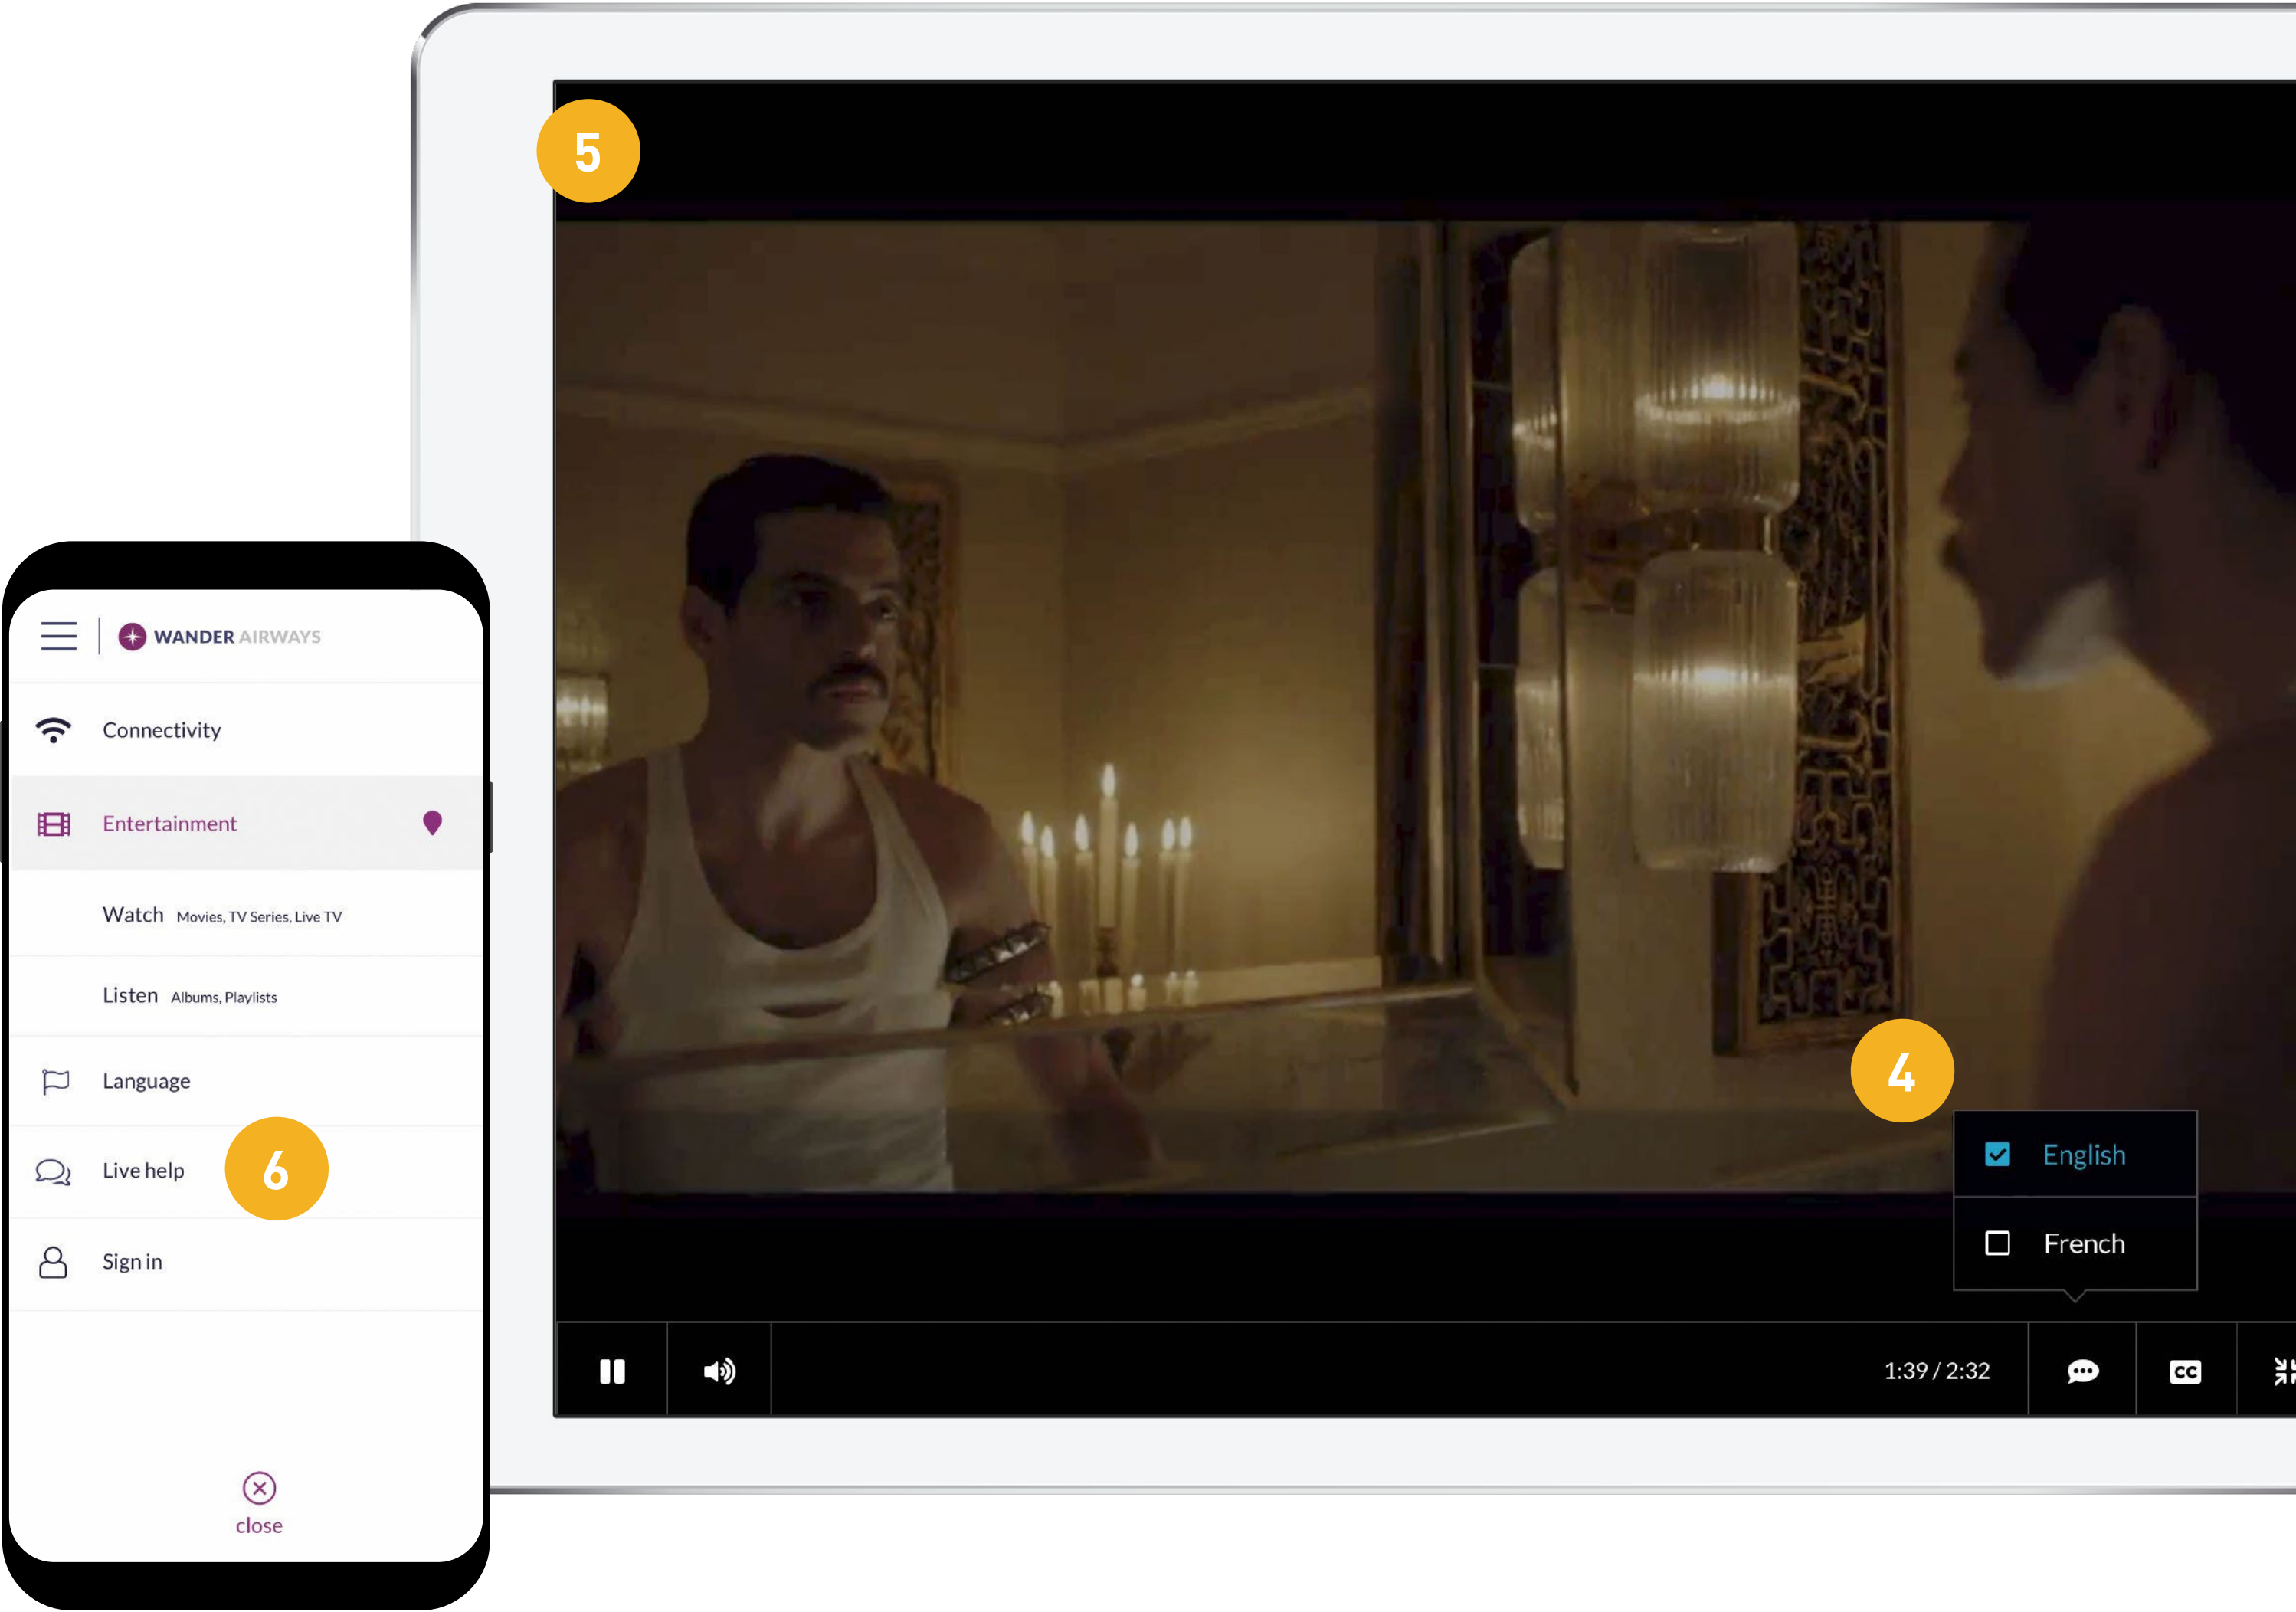 5
WANDER AIRWAYS
Connectivity
Entertainment
Watch Movies, TV Series, Live TV
Listen Albums, Playlists
Language
Live help
6
Sign in
close
4
English
French
1:39 / 2:32
CC